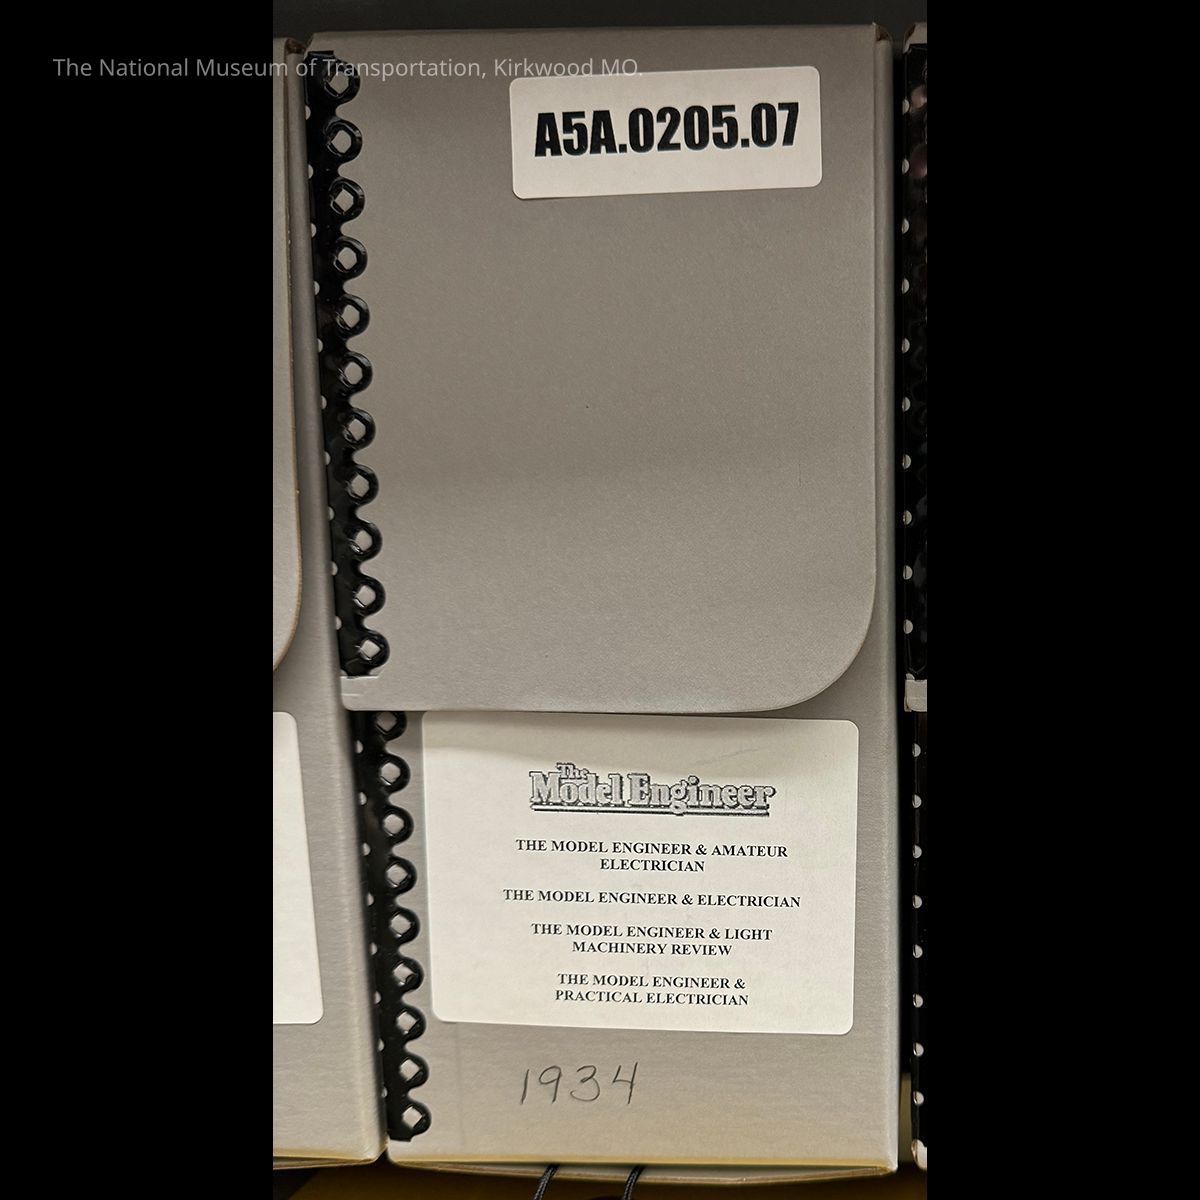 The National Museum of Transportation, Kirkwood MO.
A5A.0205.07
The
Model Engineer
THE MODEL ENGINEER & AMATEUR
ELECTRICIAN
THE MODEL ENGINEER & ELECTRICIAN
THE MODEL ENGINEER & LIGHT
MACHINERY REVIEW
THE MODEL ENGINEER &
PRACTICAL ELECTRICIAN
1934